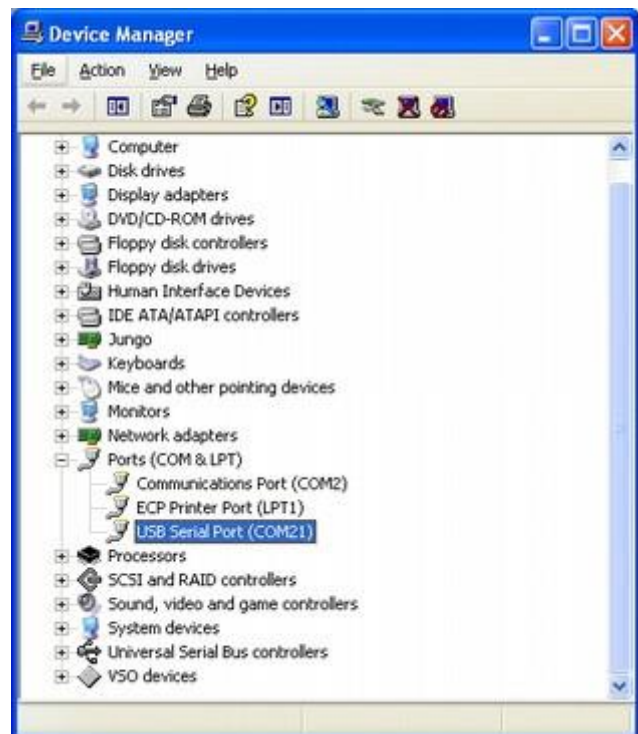 Device Manager
File Action View Help
Computer
Disk drives
Display adapters
DVD/CD-ROM drives
Floppy disk controllers
Floppy disk drives
Human Interface Devices
IDE ATA/ATAPI controllers
Jungo
Keyboards
Mice and other pointing devices
Monitors
Network adapters
Ports (COM & LPT)
Communications Port (COM2)
ECP Printer Port (LPT1)
USB Serial Port (COM21)
Processors
SCSI and RAID controllers
Sound, video and game controllers
System devices
Universal Serial Bus controllers
VSO devices